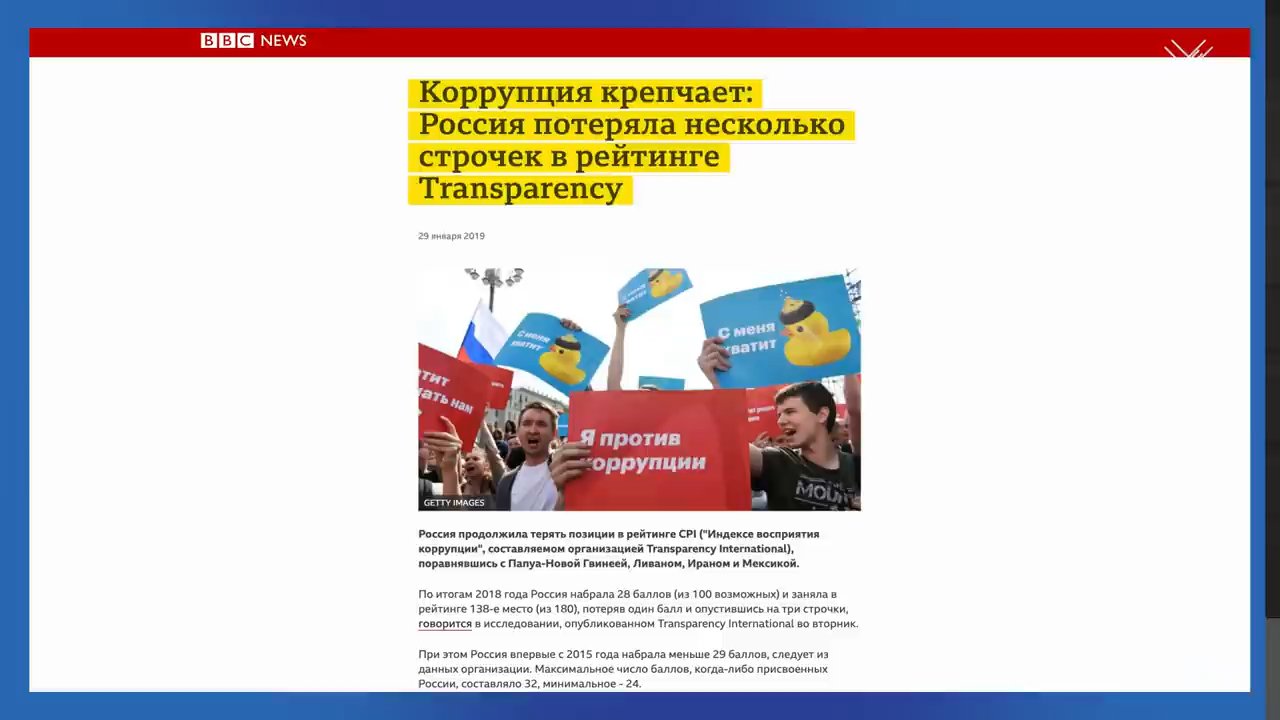 BBC NEWS
Коррупция крепчает:
Россия потеряла несколько
строчек в рейтинге
Transparency
29 января 2019
С меня
хватит
С меня
хватит
нам
Я против
коррупции
MOUN
GETTY IMAGES
Россия продолжила терять позиции в рейтинге CPI ("Индексе восприятия
коррупции", составляемом организацией Transparency International),
поравнявшись с Папуа-Новой Гвинеей, Ливаном, Ираном и Мексикой.
По итогам 2018 года Россия набрала 28 баллов (из 100 возможных) и заняла в
рейтинге 138-е место (из 180), потеряв один балл и опустившись на три строчки,
говорится в исследовании, опубликованном Transparency International во вторник.
При этом Россия впервые с 2015 года набрала меньше 29 баллов, следует из
данных организации. Максимальное число баллов, когда-либо присвоенных
России, составляло 32, минимальное - 24.